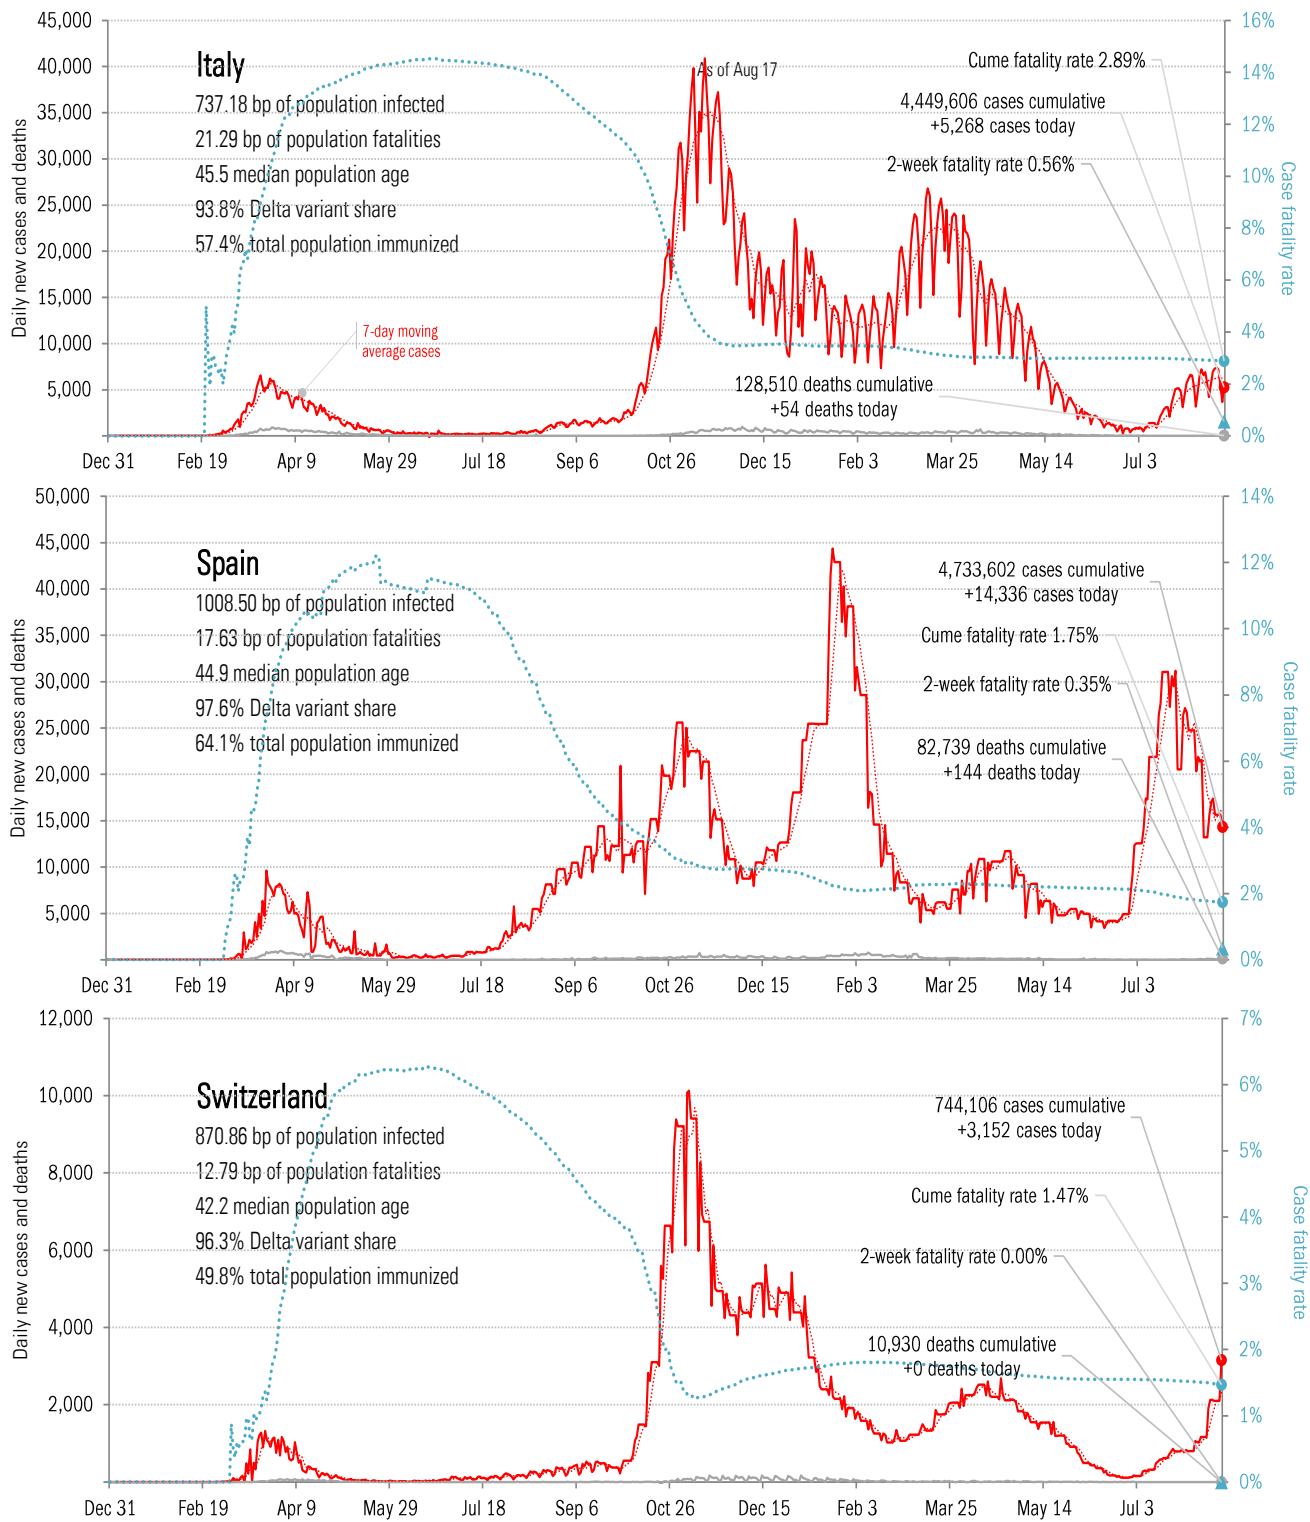 45,000
40,000
35,000
30,000
25,000
20,000
15,000
10,000
5,000
Daily new cases and deaths
Italy
737.18 bp of population infected
21.29 bp of population fatalities
45.5 median population age
93.8% Delta variant share
57.4% total population immunized
7-day moving
average cases
As of Aug 17
Cume fatality rate 2.89%
4,449,606 cases cumulative
+5,268 cases today
2-week fatality rate 0.56%
128,510 deaths cumulative
+54 deaths today
16%
14%
12%
10%
8%
6%
4%
2%
0%
Case fatality rate
Dec 31
Feb 19
Apr 9
May 29
Jul 18
Sep 6
Oct 26
Dec 15
Feb 3
Mar 25
May 14
Jul 3
50,000
45,000
40,000
35,000
30,000
25,000
20,000
15,000
10,000
5,000
Daily new cases and deaths
Spain
1008.50 bp of population infected
17.63 bp of population fatalities
44.9 median population age
97.6% Delta variant share
64.1% total population immunized
4,733,602 cases cumulative
+14,336 cases today
Cume fatality rate 1.75%
2-week fatality rate 0.35%
82,739 deaths cumulative
+144 deaths today
14%
12%
10%
8%
6%
4%
2%
0%
Case fatality rate
Dec 31
Feb 19
Apr 9
May 29
Jul 18
Sep 6
Oct 26
Dec 15
Feb 3
Mar 25
May 14
Jul 3
12,000
10,000
8,000
6,000
4,000
2,000
Daily new cases and deaths
Switzerland
870.86 bp of population infected
12.79 bp of population fatalities
42.2 median population age
96.3% Delta variant share
49.8% total population immunized
744,106 cases cumulative
+3,152 cases today
Cume fatality rate 1.47%
2-week fatality rate 0.00%
10,930 deaths cumulative
+0 deaths today
7%
6%
5%
4%
3%
2%
1%
0%
Case fatality rate
Dec 31
Feb 19
Apr 9
May 29
Jul 18
Sep 6
Oct 26
Dec 15
Feb 3
Mar 25
May 14
Jul 3